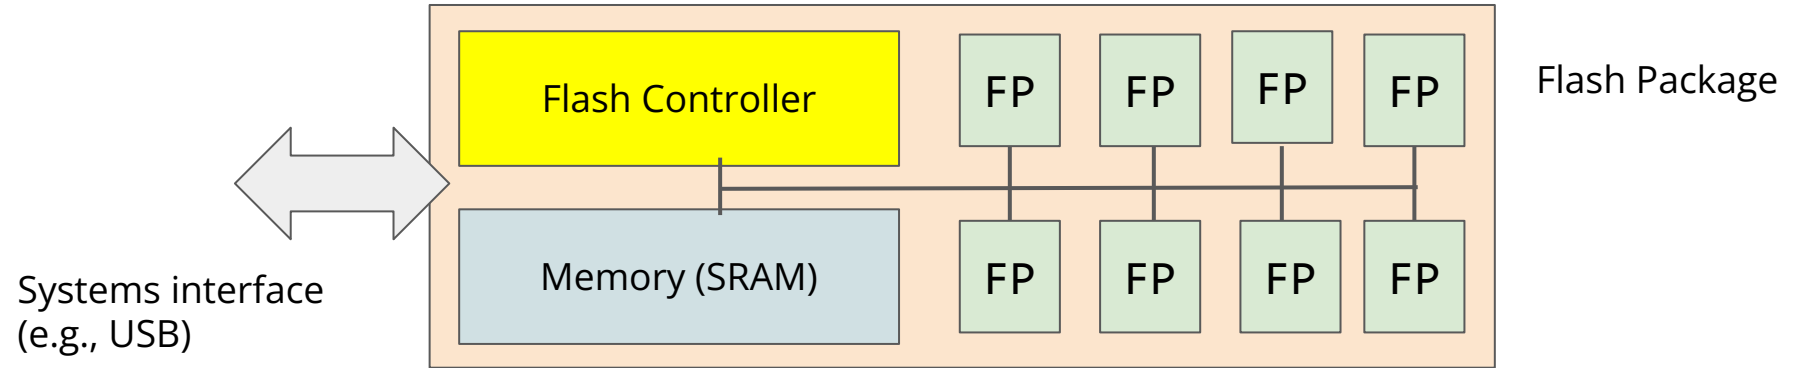 Flash Controller
FP FP FP FP
Flash Package
Memory (SRAM)
FP FP FP FP
Systems interface
(e.g., USB)